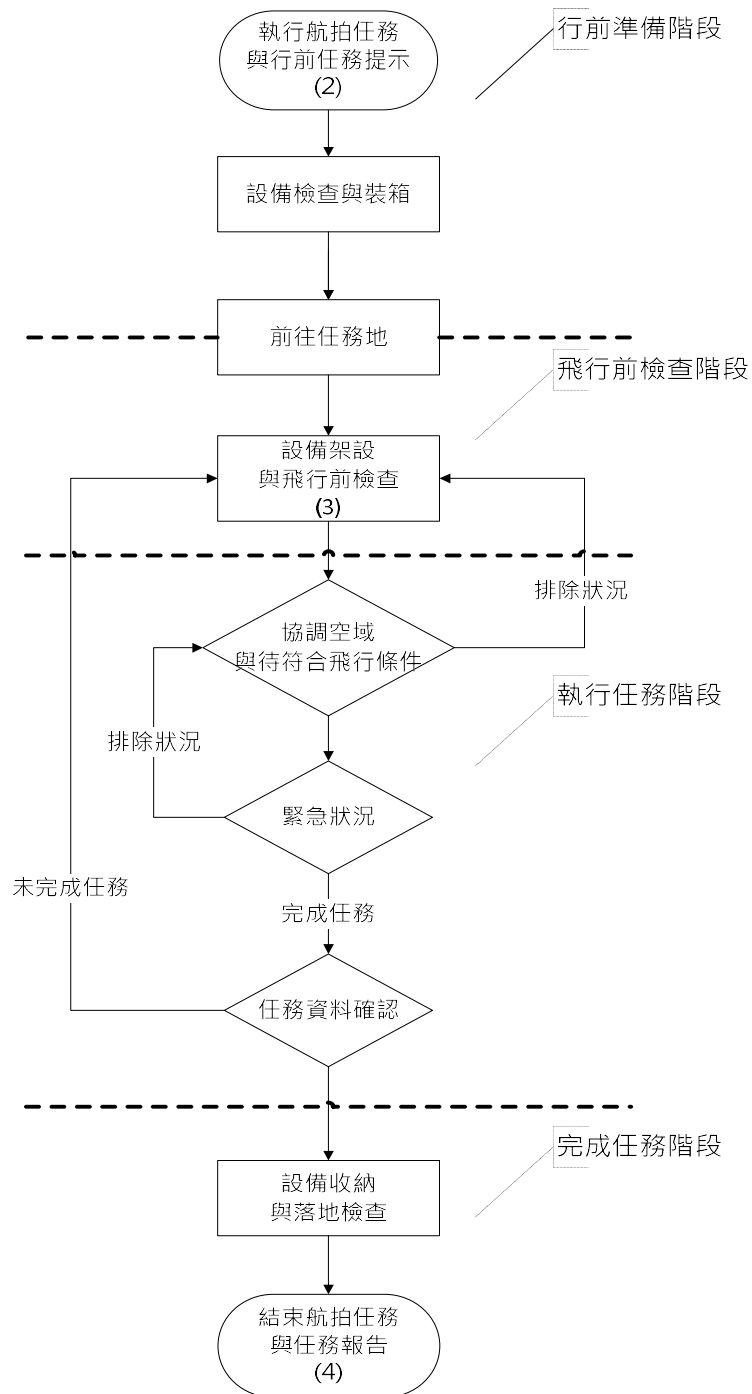 執行航拍任務
與行前任務提示
(2)
行前準備階段
設備檢查與裝箱
前往任務地
飛行前檢查階段
設備架設
與飛行前檢查
(3)
排除狀況
協調空域
與待符合飛行條件
執行任務階段
排除狀況
緊急狀況
未完成任務
完成任務
任務資料確認
完成任務階段
設備收納
與落地檢查
結束航拍任務
與任務報告
(4)